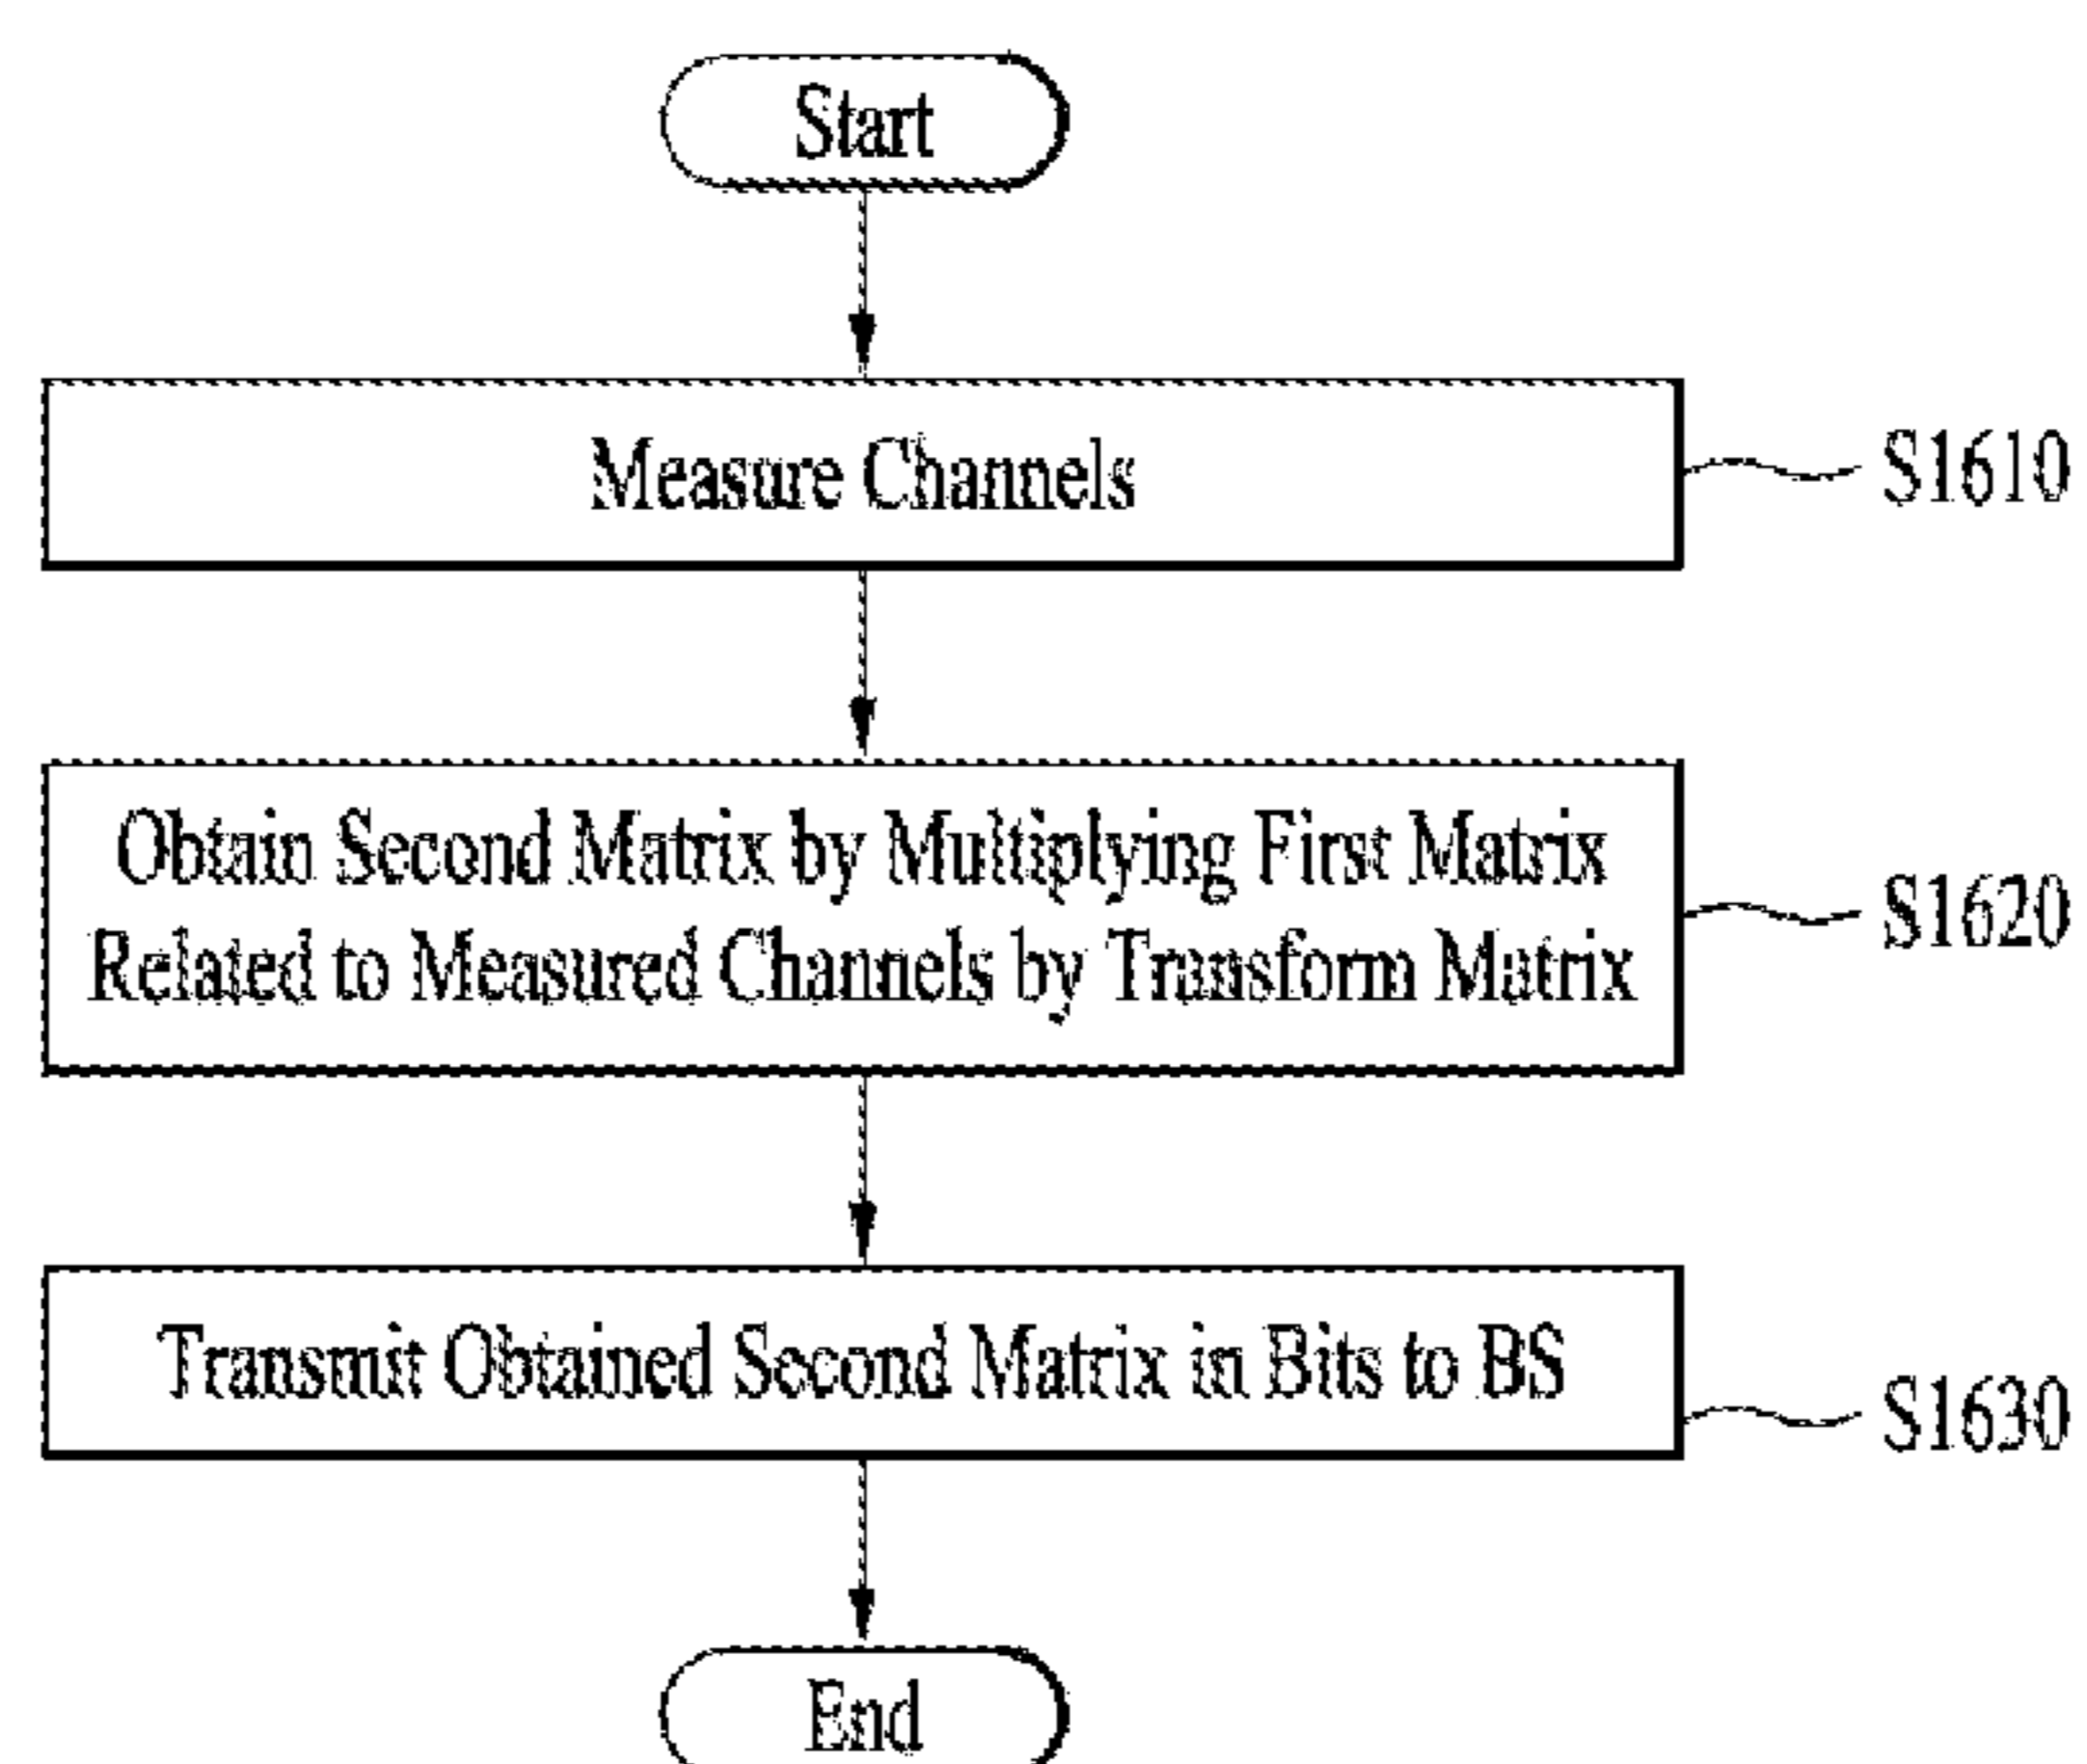 Start
Measure Channels
S1610
Obtain Second Matrix by Multiplying First Matrix
Related to Measured Channels by Transform Matrix
S1620
Transmit Obtained Second Matrix in Bits to BS
S1630
End